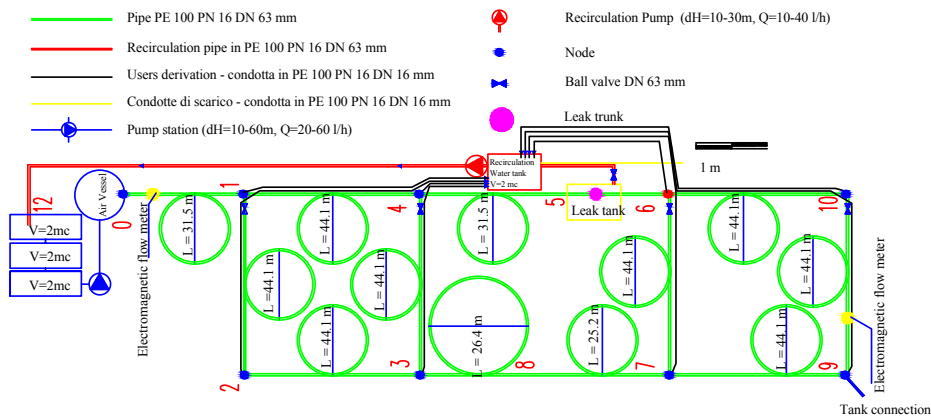 Pipe PE 100 PN 16 DN 63 mm
Recirculation pipe in PE 100 PN 16 DN 63 mm
Users derivation - condotta in PE 100 PN 16 DN 16 mm
Condotte di scarico - condotta in PE 100 PN 16 DN 16 mm
Pump station (dH=10-60m, Q=20-60 l/h)
Recirculation Pump (dH=10-30m, Q=10-40 l/h)
Node
Ball valve DN 63 mm
Leak trunk
1 m
Recirculation
Water tank
V=2 mc
12
Air Vessel
0
1
4
5
Leak tank
6
10
V=2mc
V=2mc
V=2mc
Electromagnetic flow meter
L = 31.5 m
L = 44.1 m
L = 31.5 m
L = 44.1m
L =44.1 m
L = 44.1 m
L = 44.1 m
L = 44.1 m
L = 44.1 m
L = 26.4 m
L = 25.2 m
L = 44.1 m
2
3
8
7
9
Electromagnetic flow meter
Tank connection